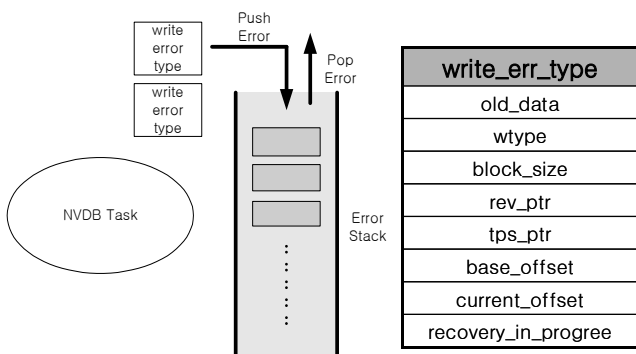 write
error
type
Push
Error
Pop
Error
write
error
type
NVDB Task
Error
Stack
write_err_type
old_data
wtype
block_size
rev_ptr
tps_ptr
base_offset
current_offset
recovery_in_progree